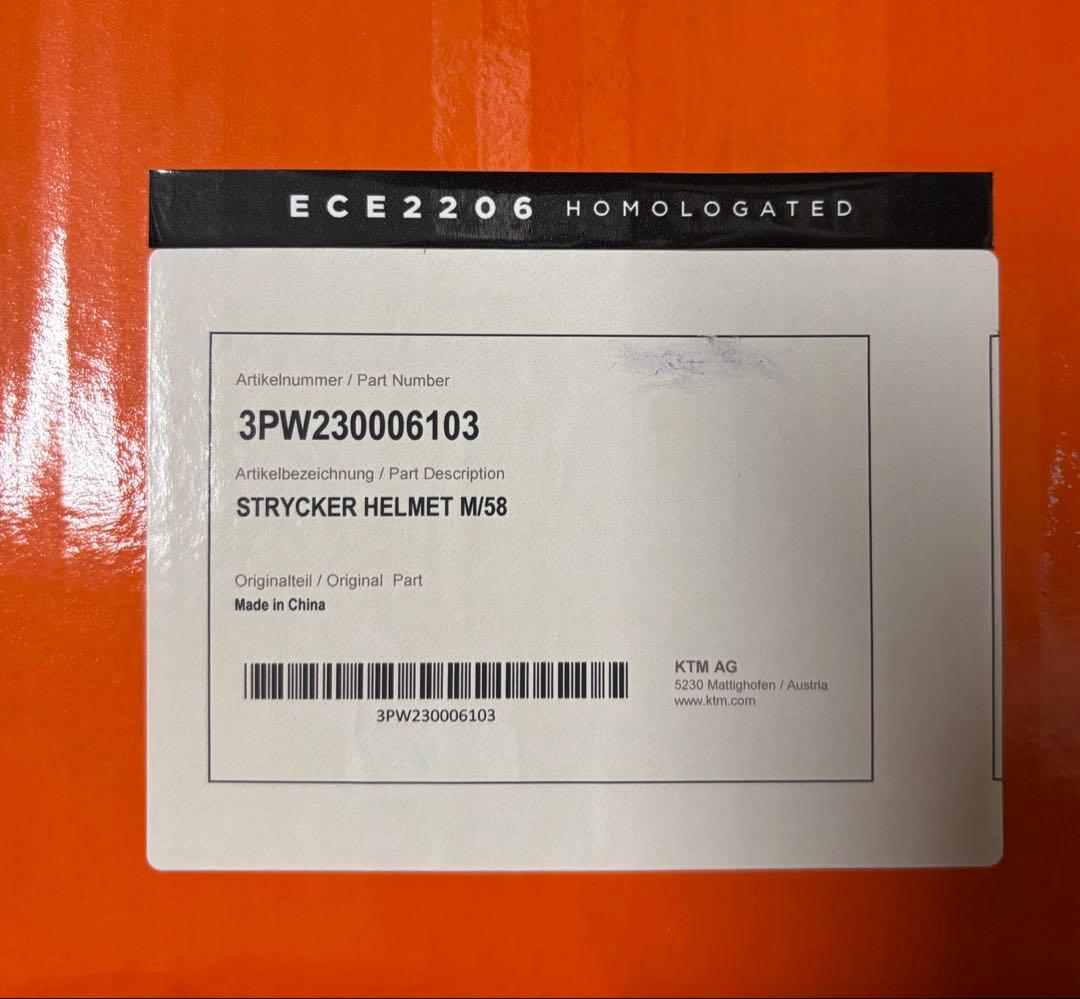 ECE2206 HOMOLOGATED
Artikelnummer / Part Number
3PW230006103
Artikelbezeichnung / Part Description
STRYCKER HELMET M/58
Originalteil / Original Part
Made in China
3PW230006103
KTM AG
5230 Mattighofen / Austria
www.ktm.com